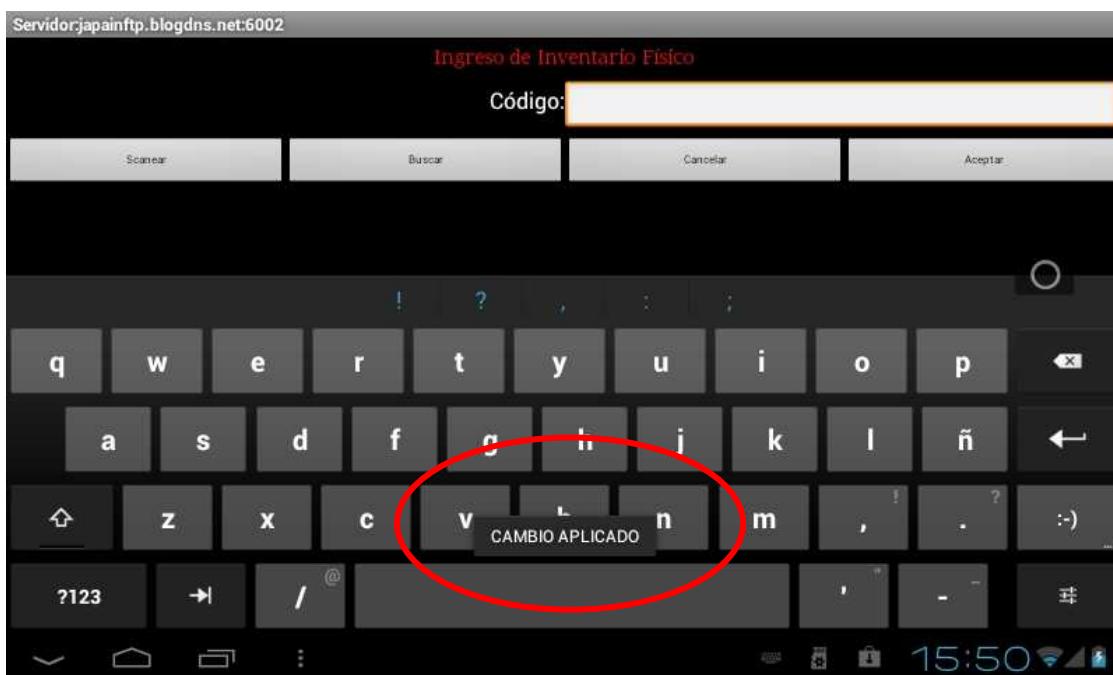 Servidor:japainftp.blogdns.net:6002
Ingreso de Inventario Físico
Código:
Scanear Buscar Cancelar Aceptar
! ? , : ;
q w e r t y u i o p
a s d f g h j k l ñ
z x c v b n m , ! . ? :-) ...
CAMBIO APLICADO
?123 / @ ' " - _
15:50